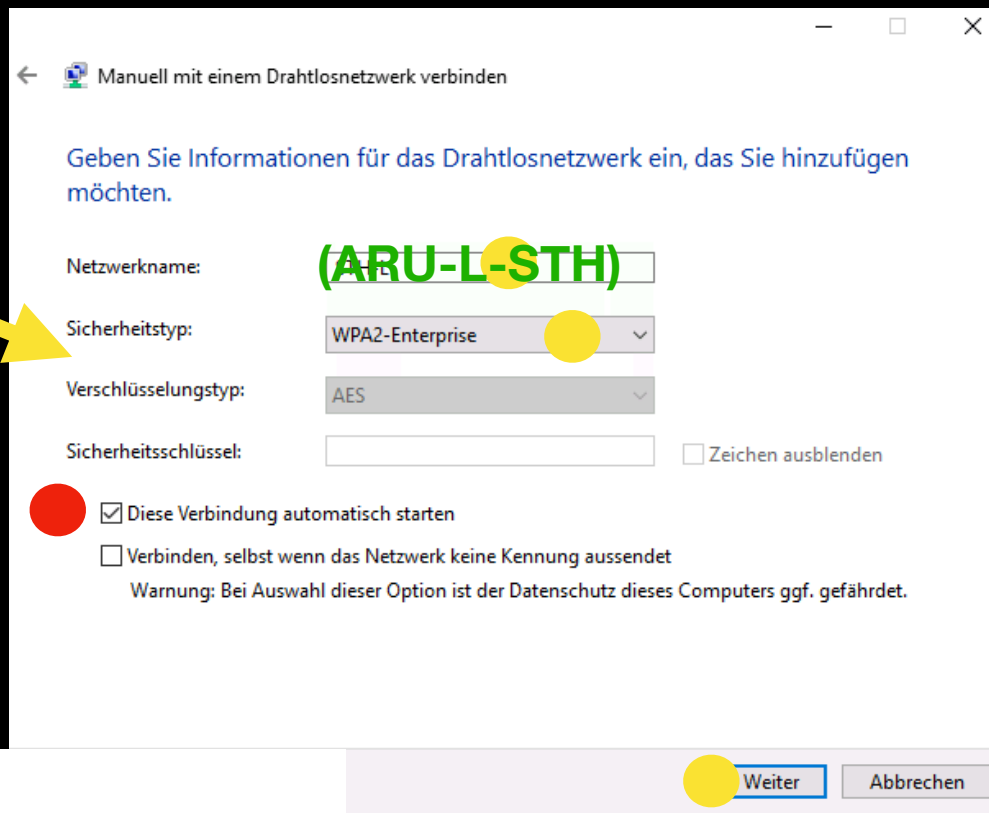 Manuell mit einem Drahtlosnetzwerk verbinden
Geben Sie Informationen für das Drahtlosnetzwerk ein, das Sie hinzufügen
möchten.
Netzwerkname: (ARU-L-STH)
Sicherheitstyp: WPA2-Enterprise
Verschlüsselungstyp: AES
Sicherheitsschlüssel: Zeichen ausblenden
Diese Verbindung automatisch starten
Verbinden, selbst wenn das Netzwerk keine Kennung aussendet
Warnung: Bei Auswahl dieser Option ist der Datenschutz dieses Computers ggf. gefährdet.
Weiter Abbrechen